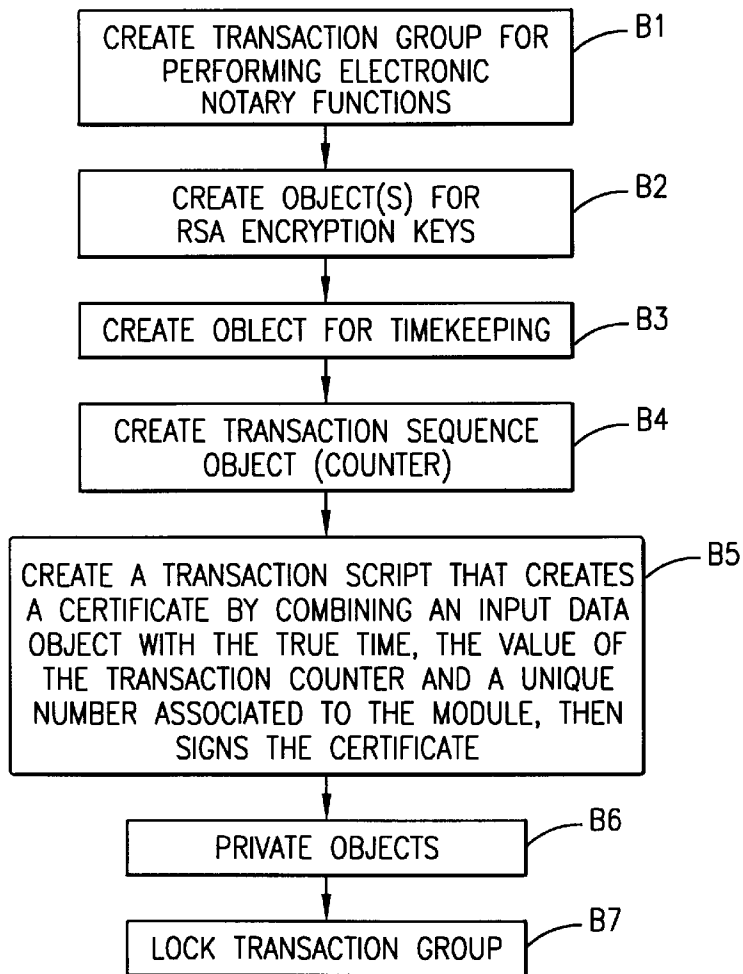 CREATE TRANSACTION GROUP FOR
PERFORMING ELECTRONIC
NOTARY FUNCTIONS
B1
CREATE OBJECT(S) FOR
RSA ENCRYPTION KEYS
B2
CREATE OBLECT FOR TIMEKEEPING
B3
CREATE TRANSACTION SEQUENCE
OBJECT (COUNTER)
B4
CREATE A TRANSACTION SCRIPT THAT CREATES
A CERTIFICATE BY COMBINING AN INPUT DATA
OBJECT WITH THE TRUE TIME, THE VALUE OF
THE TRANSACTION COUNTER AND A UNIQUE
NUMBER ASSOCIATED TO THE MODULE, THEN
SIGNS THE CERTIFICATE
B5
PRIVATE OBJECTS
B6
LOCK TRANSACTION GROUP
B7